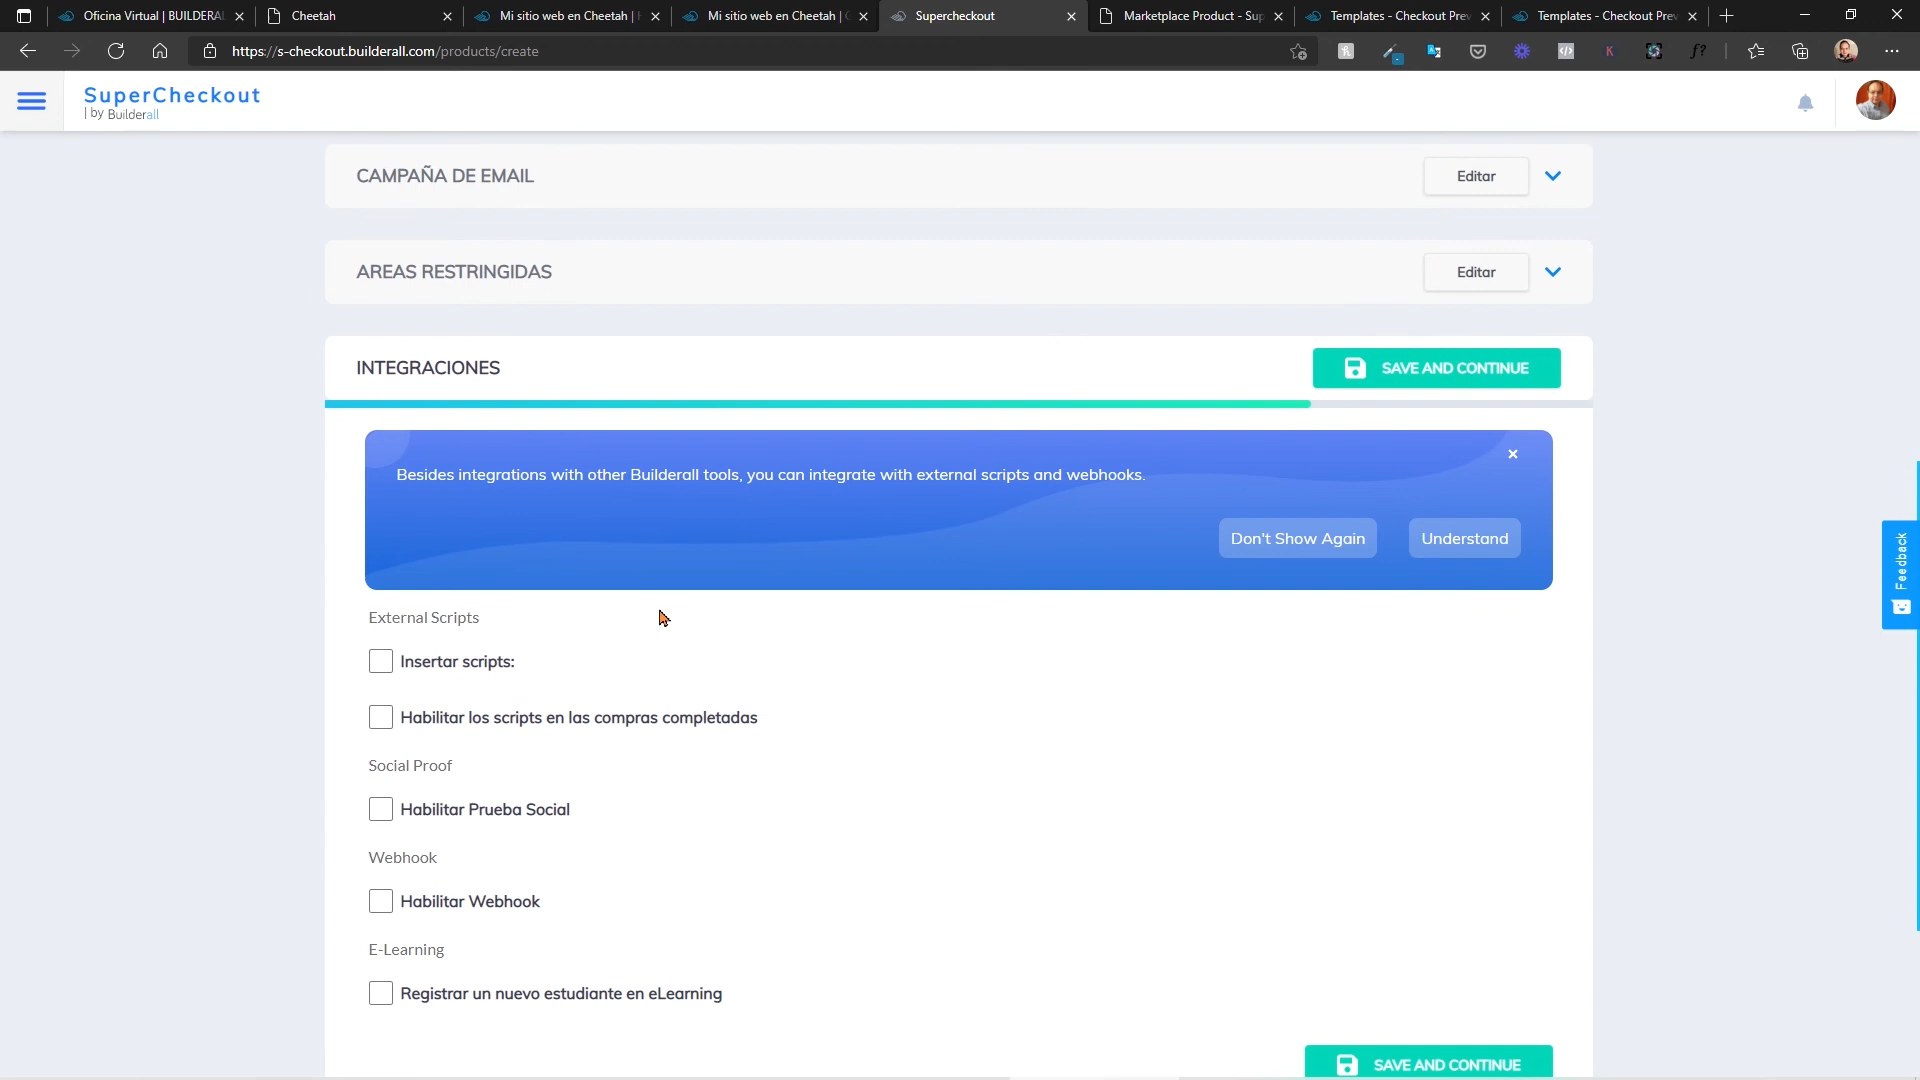 Oficina Virtual | BUILDERAL
Cheetah
Mi sitio web en Cheetah |
Mi sitio web en Cheetah |
Supercheckout
Marketplace Product - Sup
Templates - Checkout Prev
Templates - Checkout Prev
https://s-checkout.builderall.com/products/create
SuperCheckout
| by Builderall
CAMPAÑA DE EMAIL
Editar
AREAS RESTRINGIDAS
Editar
INTEGRACIONES
SAVE AND CONTINUE
Besides integrations with other Builderall tools, you can integrate with external scripts and webhooks.
Don't Show Again
Understand
Feedback
External Scripts
Insertar scripts:
Habilitar los scripts en las compras completadas
Social Proof
Habilitar Prueba Social
Webhook
Habilitar Webhook
E-Learning
Registrar un nuevo estudiante en eLearning
SAVE AND CONTINUE